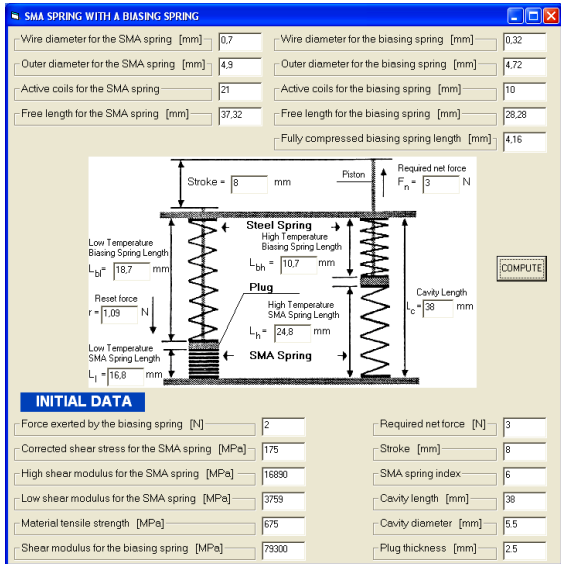 SMA SPRING WITH A BIASING SPRING
Wire diameter for the SMA spring [mm] 0,7
Wire diameter for the biasing spring [mm] 0,32
Outer diameter for the SMA spring [mm] 4,9
Outer diameter for the biasing spring [mm] 4,72
Active coils for the SMA spring 21
Active coils for the biasing spring [mm] 10
Free length for the SMA spring [mm] 37,32
Free length for the biasing spring [mm] 28,28
Fully compressed biasing spring length [mm] 4,16
Stroke = 8 mm
Piston
Required net force
Fn = 3 N
Steel Spring
Low Temperature
Biasing Spring Length
Lbl = 18,7 mm
High Temperature
Biasing Spring Length
Lbh = 10,7 mm
COMPUTE
Plug
Reset force
r = 1,09 N
High Temperature
SMA Spring Length
Lh = 24,8 mm
Cavity Length
Lc = 38 mm
Low Temperature
SMA Spring Length
Ll = 16,8 mm
SMA Spring
INITIAL DATA
Force exerted by the biasing spring [N] 2
Required net force [N] 3
Corrected shear stress for the SMA spring [MPa] 175
Stroke [mm] 8
High shear modulus for the SMA spring [MPa] 16890
SMA spring index 6
Low shear modulus for the SMA spring [MPa] 3759
Cavity length [mm] 38
Material tensile strength [MPa] 675
Cavity diameter [mm] 5.5
Shear modulus for the biasing spring [MPa] 79300
Plug thickness [mm] 2.5